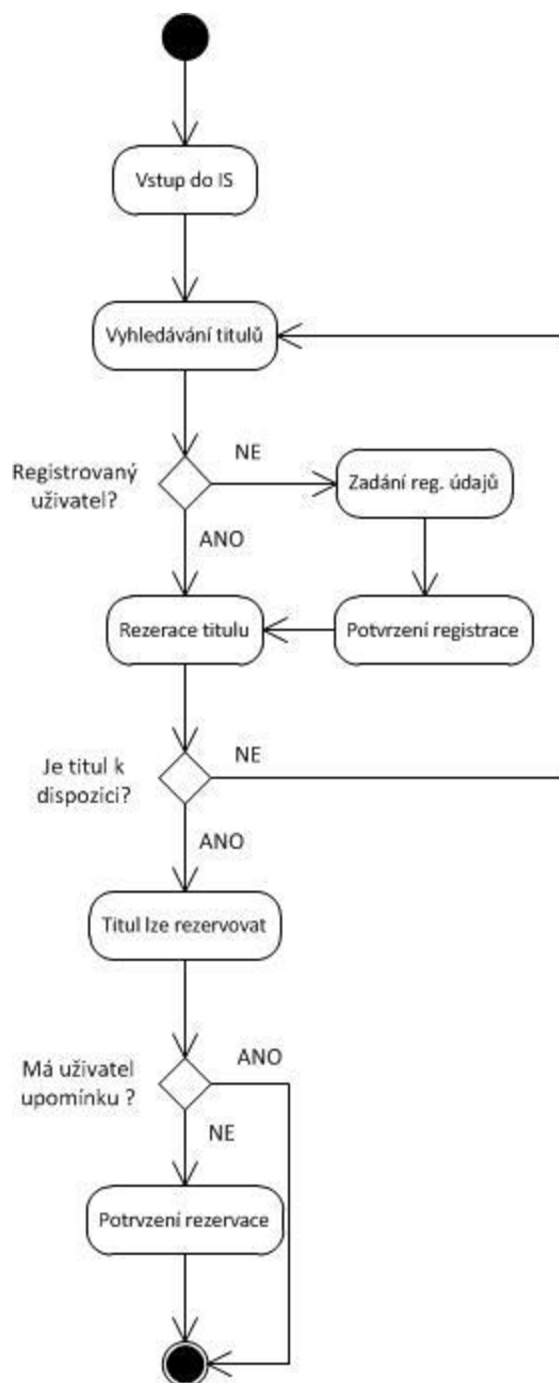 Vstup do IS
Vyhledávání titulů
Registrovaný
uživatel?
NE
Zadání reg. údajů
ANO
Rezerace titulu
Potvrzení registrace
Je titul k
dispozici?
NE
ANO
Titul lze rezervovat
Má uživatel
upomínku ?
ANO
NE
Potrvzení rezervace